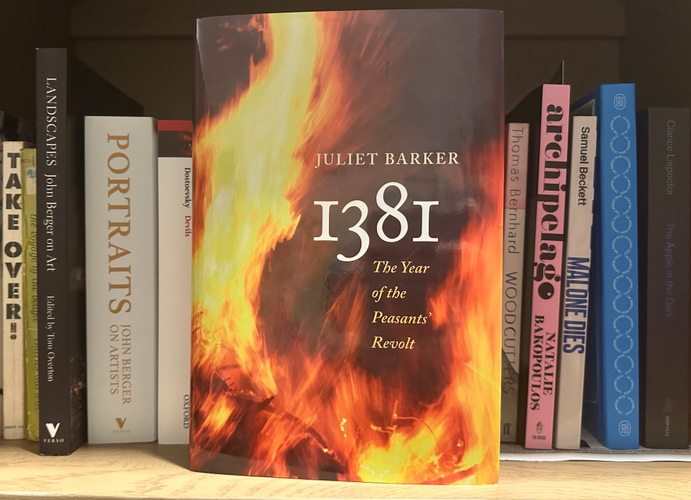 TAKE OVER!!
LANDSCAPES John Berger on Art
Edited by Tom Overton
VERSO
PORTRAITS
JOHN BERGER
ON ARTISTS
VERSO
Dostoevsky Devils
OXFORD
JULIET BARKER
1381
The Year
of the
Peasants'
Revolt
Thomas Bernhard WOODCUTTERS
archipelago
NATALIE
BAKOPOULOS
Samuel Beckett MALONE DIES
Clarice Lispector The Apple in the Dark